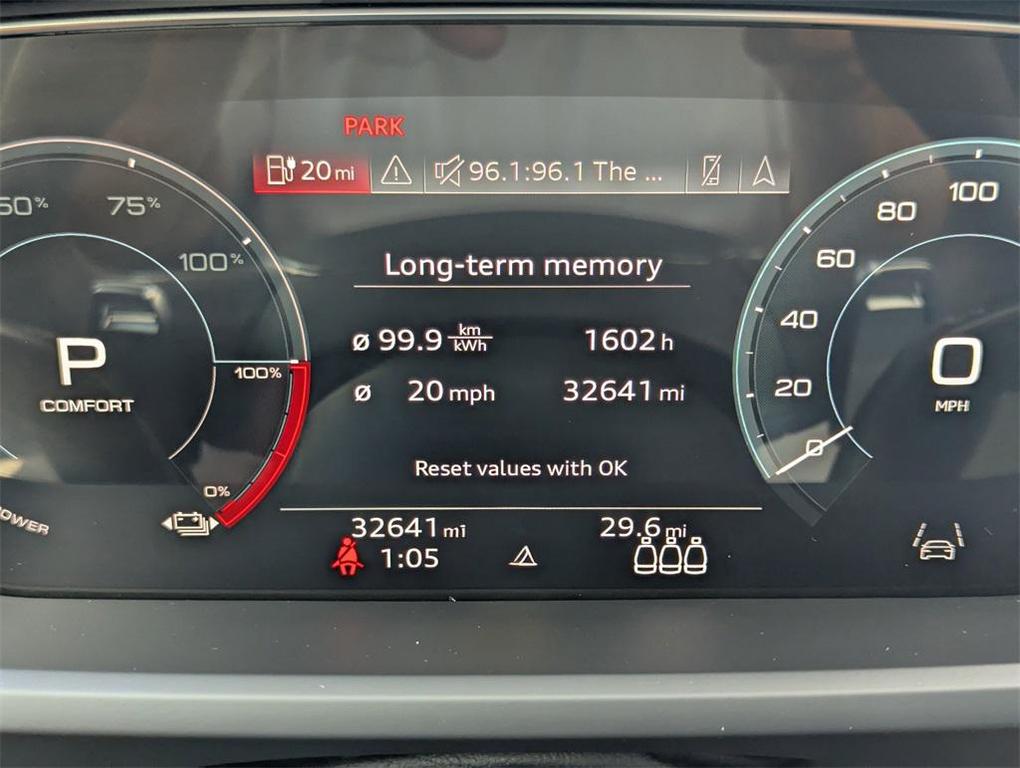 PARK
20 mi 96.1:96.1 The ...
50% 75% 100%
Long-term memory
ø 99.9 km/kWh 1602 h
ø 20 mph 32641 mi
Reset values with OK
P
COMFORT
100%
0%
POWER
32641 mi 29.6 mi
1:05
100
80
60
40
20
0
0
MPH